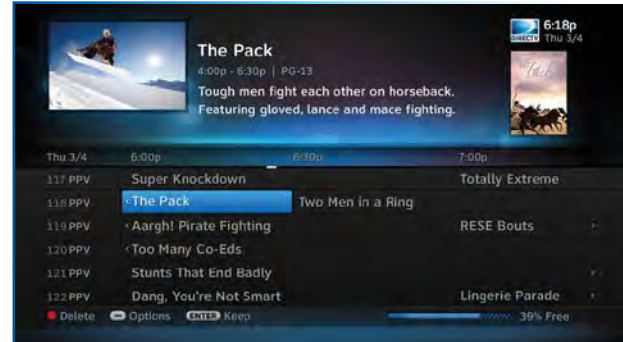 The Pack
4:00p - 6:30p | PG-13
Tough men fight each other on horseback.
Featuring gloved, lance and mace fighting.
DIRECTV
6:18p
Thu 3/4
The Pack
Thu 3/4 6:00p 6:30p 7:00p
117 PPV Super Knockdown Totally Extreme
118 PPV ‹The Pack Two Men in a Ring
119 PPV ‹Aargh! Pirate Fighting RESE Bouts ›
120 PPV ‹Too Many Co-Eds
121 PPV Stunts That End Badly ›
122 PPV Dang, You're Not Smart Lingerie Parade ›
Delete Options ENTER Keep 39% Free